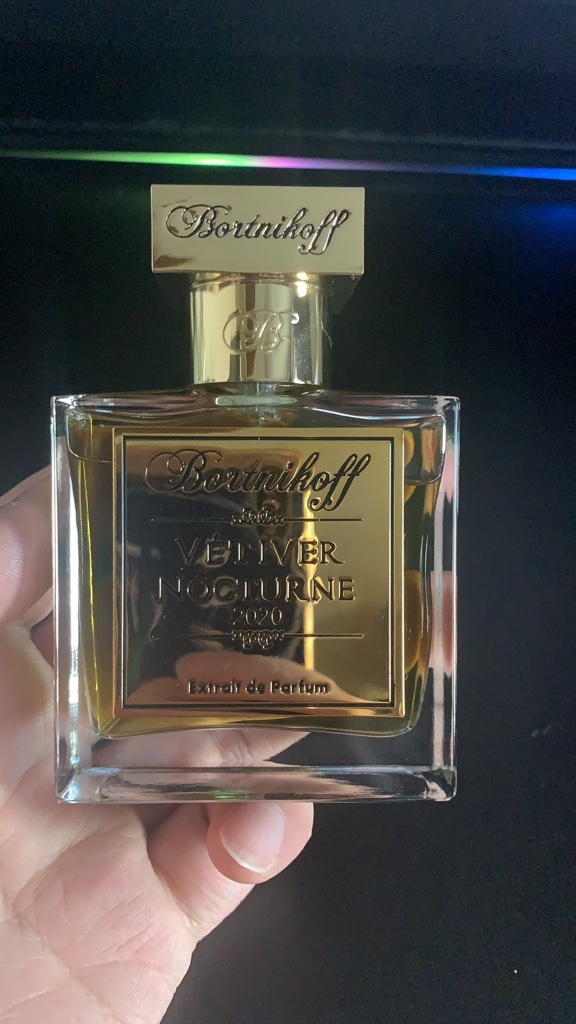 Bortnikoff
B
Bortnikoff
VÉTIVER
NOCTURNE
2020
Extrait de Parfum